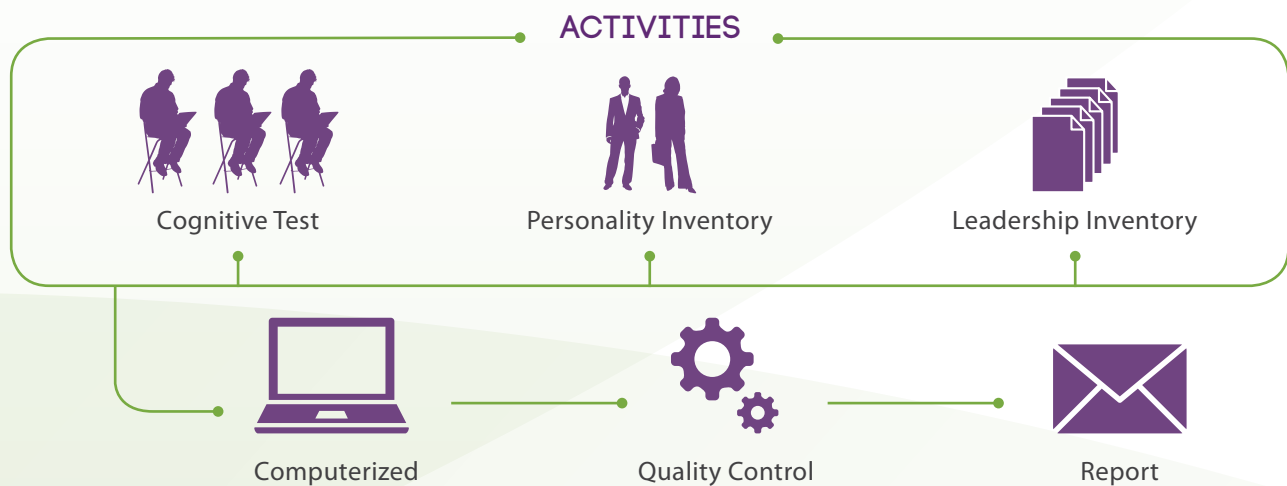 ACTIVITIES
Cognitive Test
Personality Inventory
Leadership Inventory
Computerized
Quality Control
Report